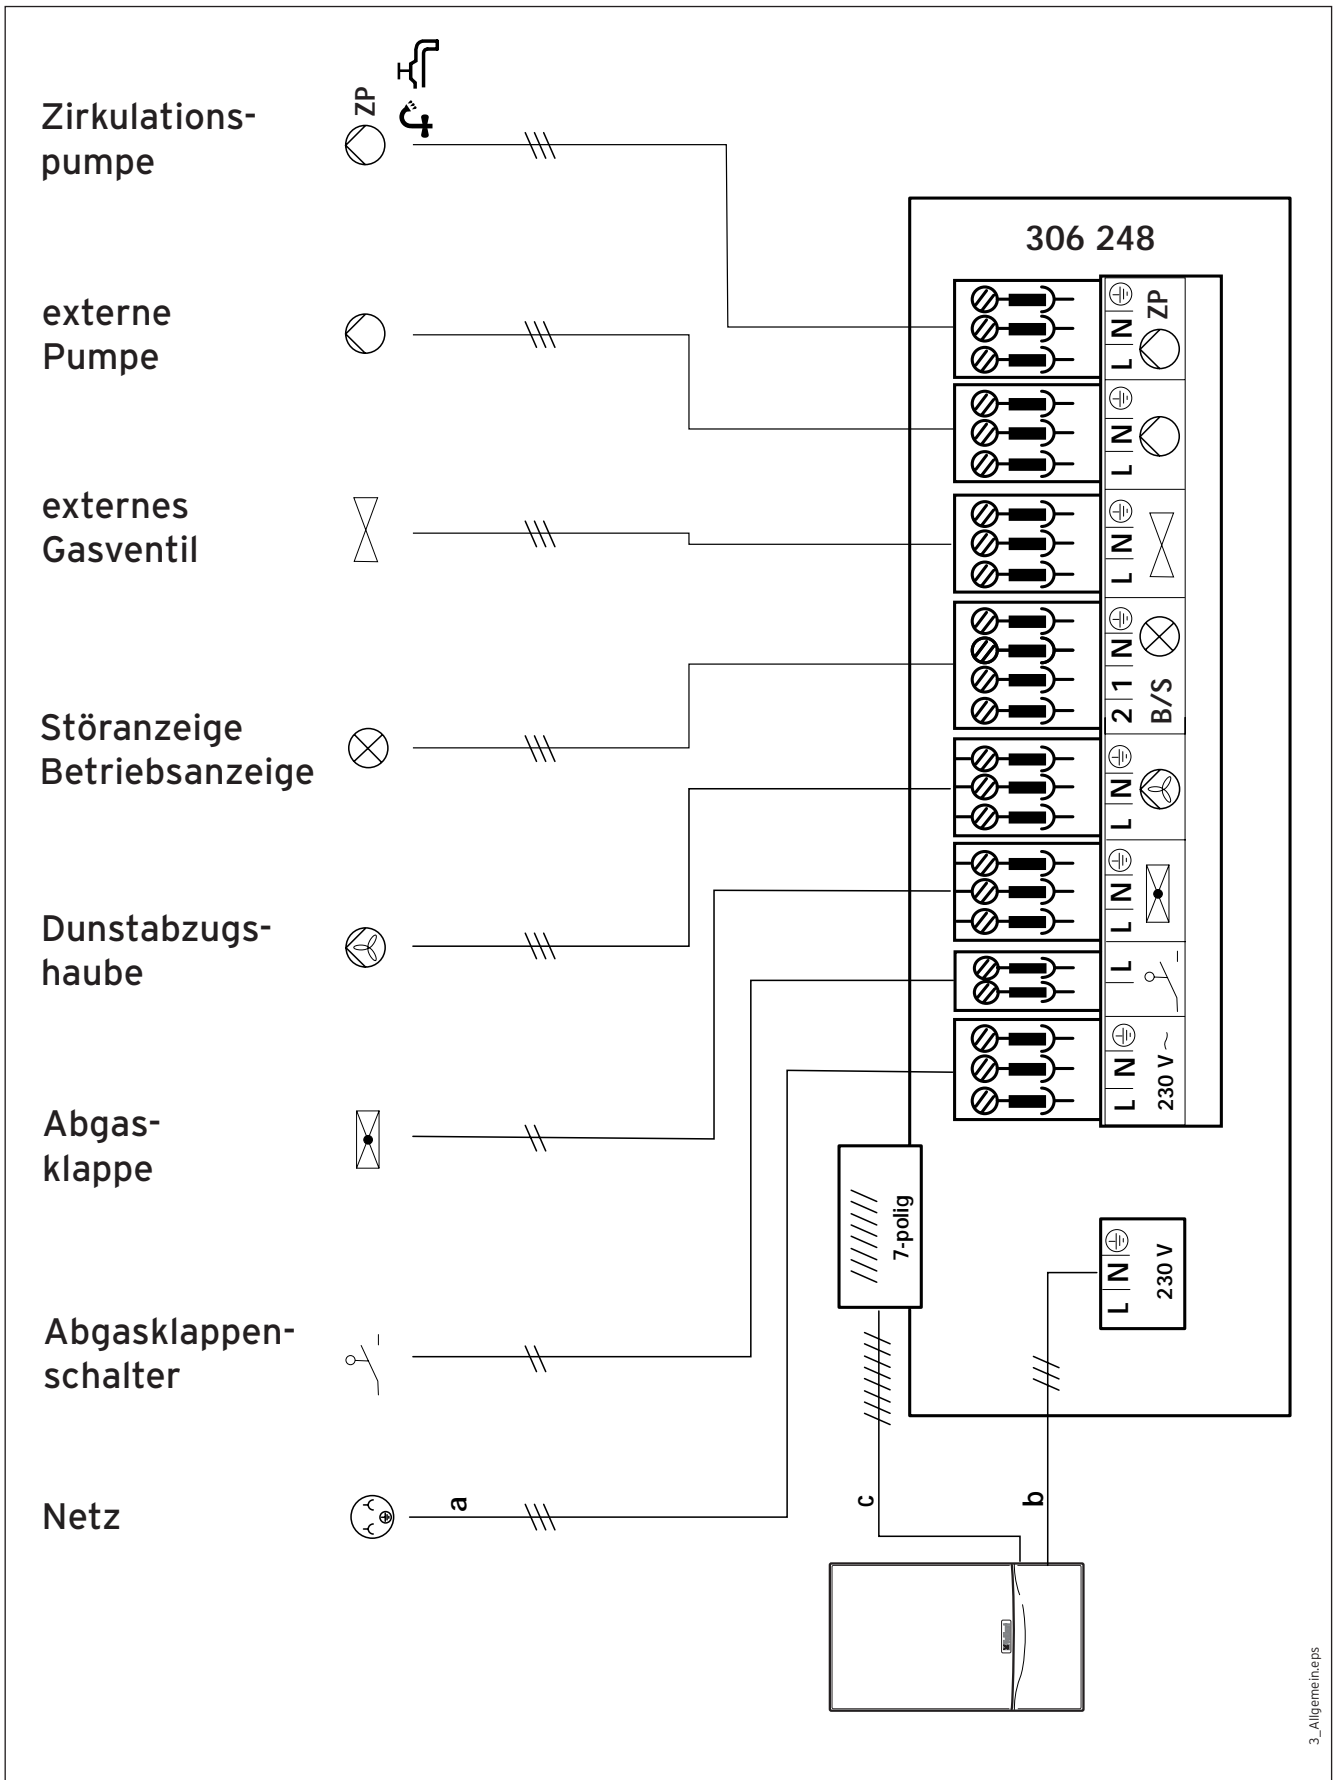 Zirkulations-
pumpe
ZP
306 248
L N ZP
externe
Pumpe
L N
externes
Gasventil
L N
Störanzeige
Betriebsanzeige
2 1 N
B/S
Dunstabzugs-
haube
L N
Abgas-
klappe
L N
Abgasklappen-
schalter
L
Netz
a
L N
230 V ~
7-polig
L N
230 V
c
b
3_Allgemein.eps